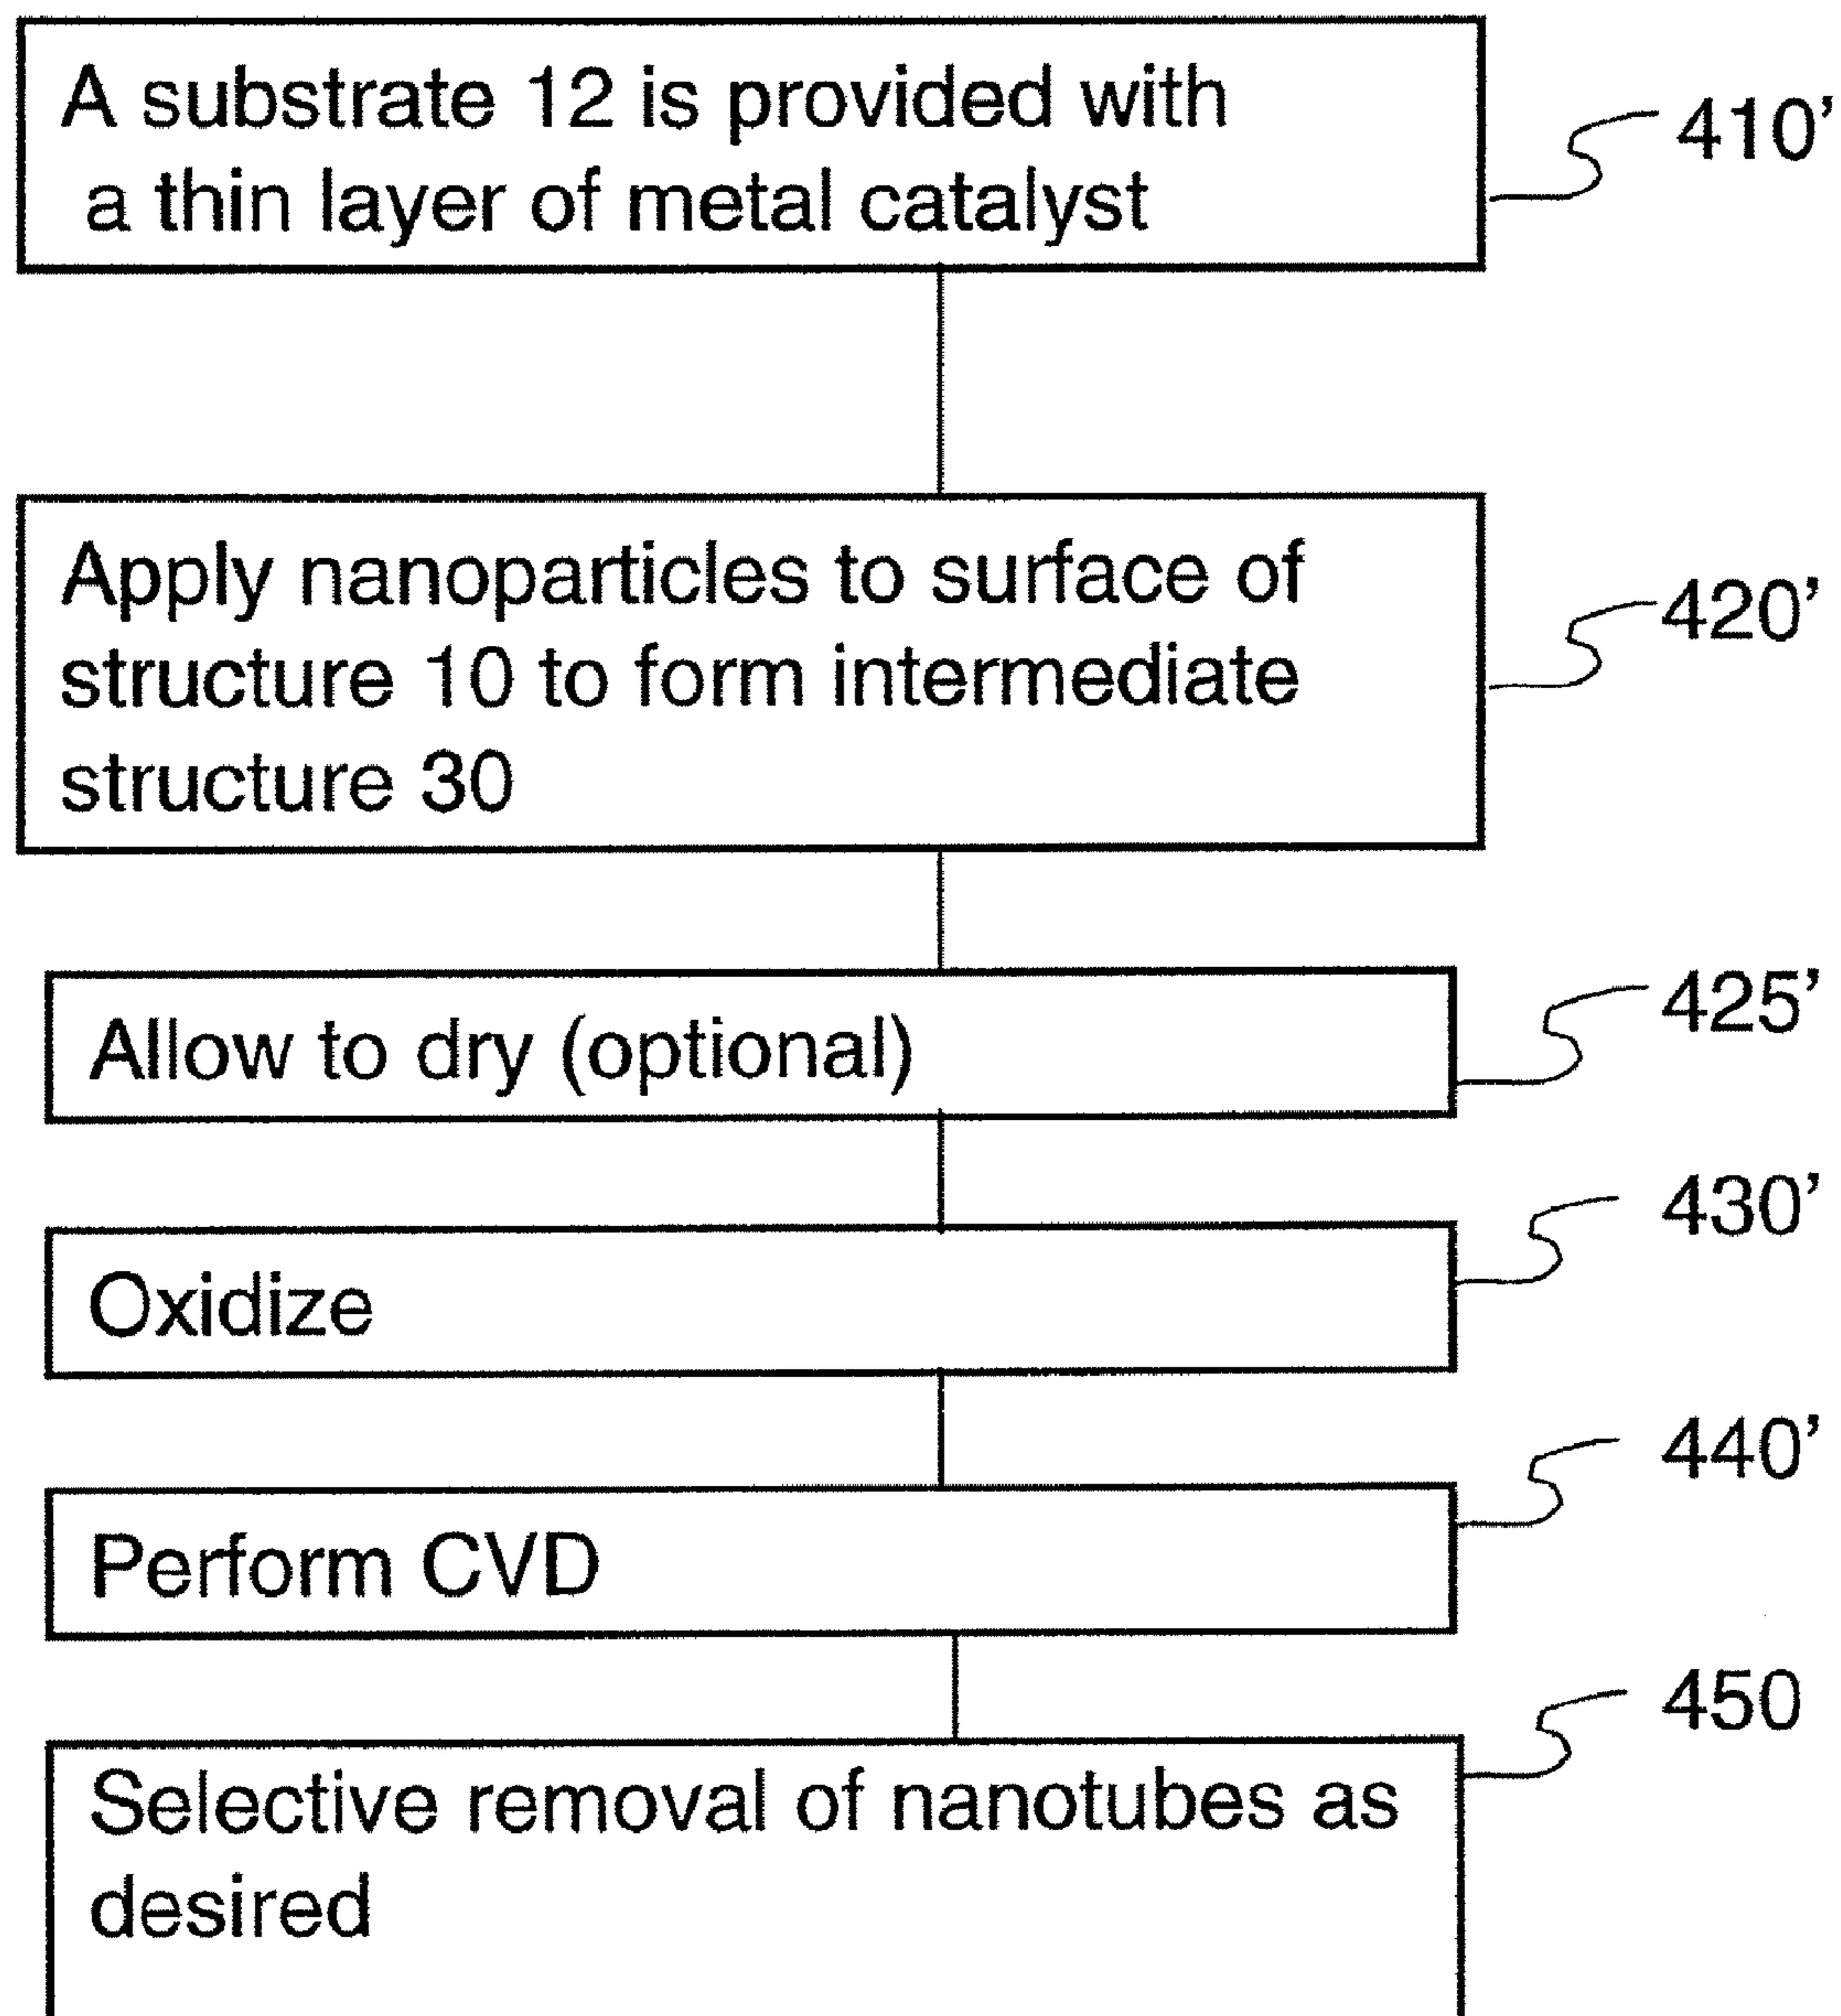 A substrate 12 is provided with
a thin layer of metal catalyst
410’
Apply nanoparticles to surface of
structure 10 to form intermediate
structure 30
420’
Allow to dry (optional)
425’
Oxidize
430’
Perform CVD
440’
Selective removal of nanotubes as
desired
450